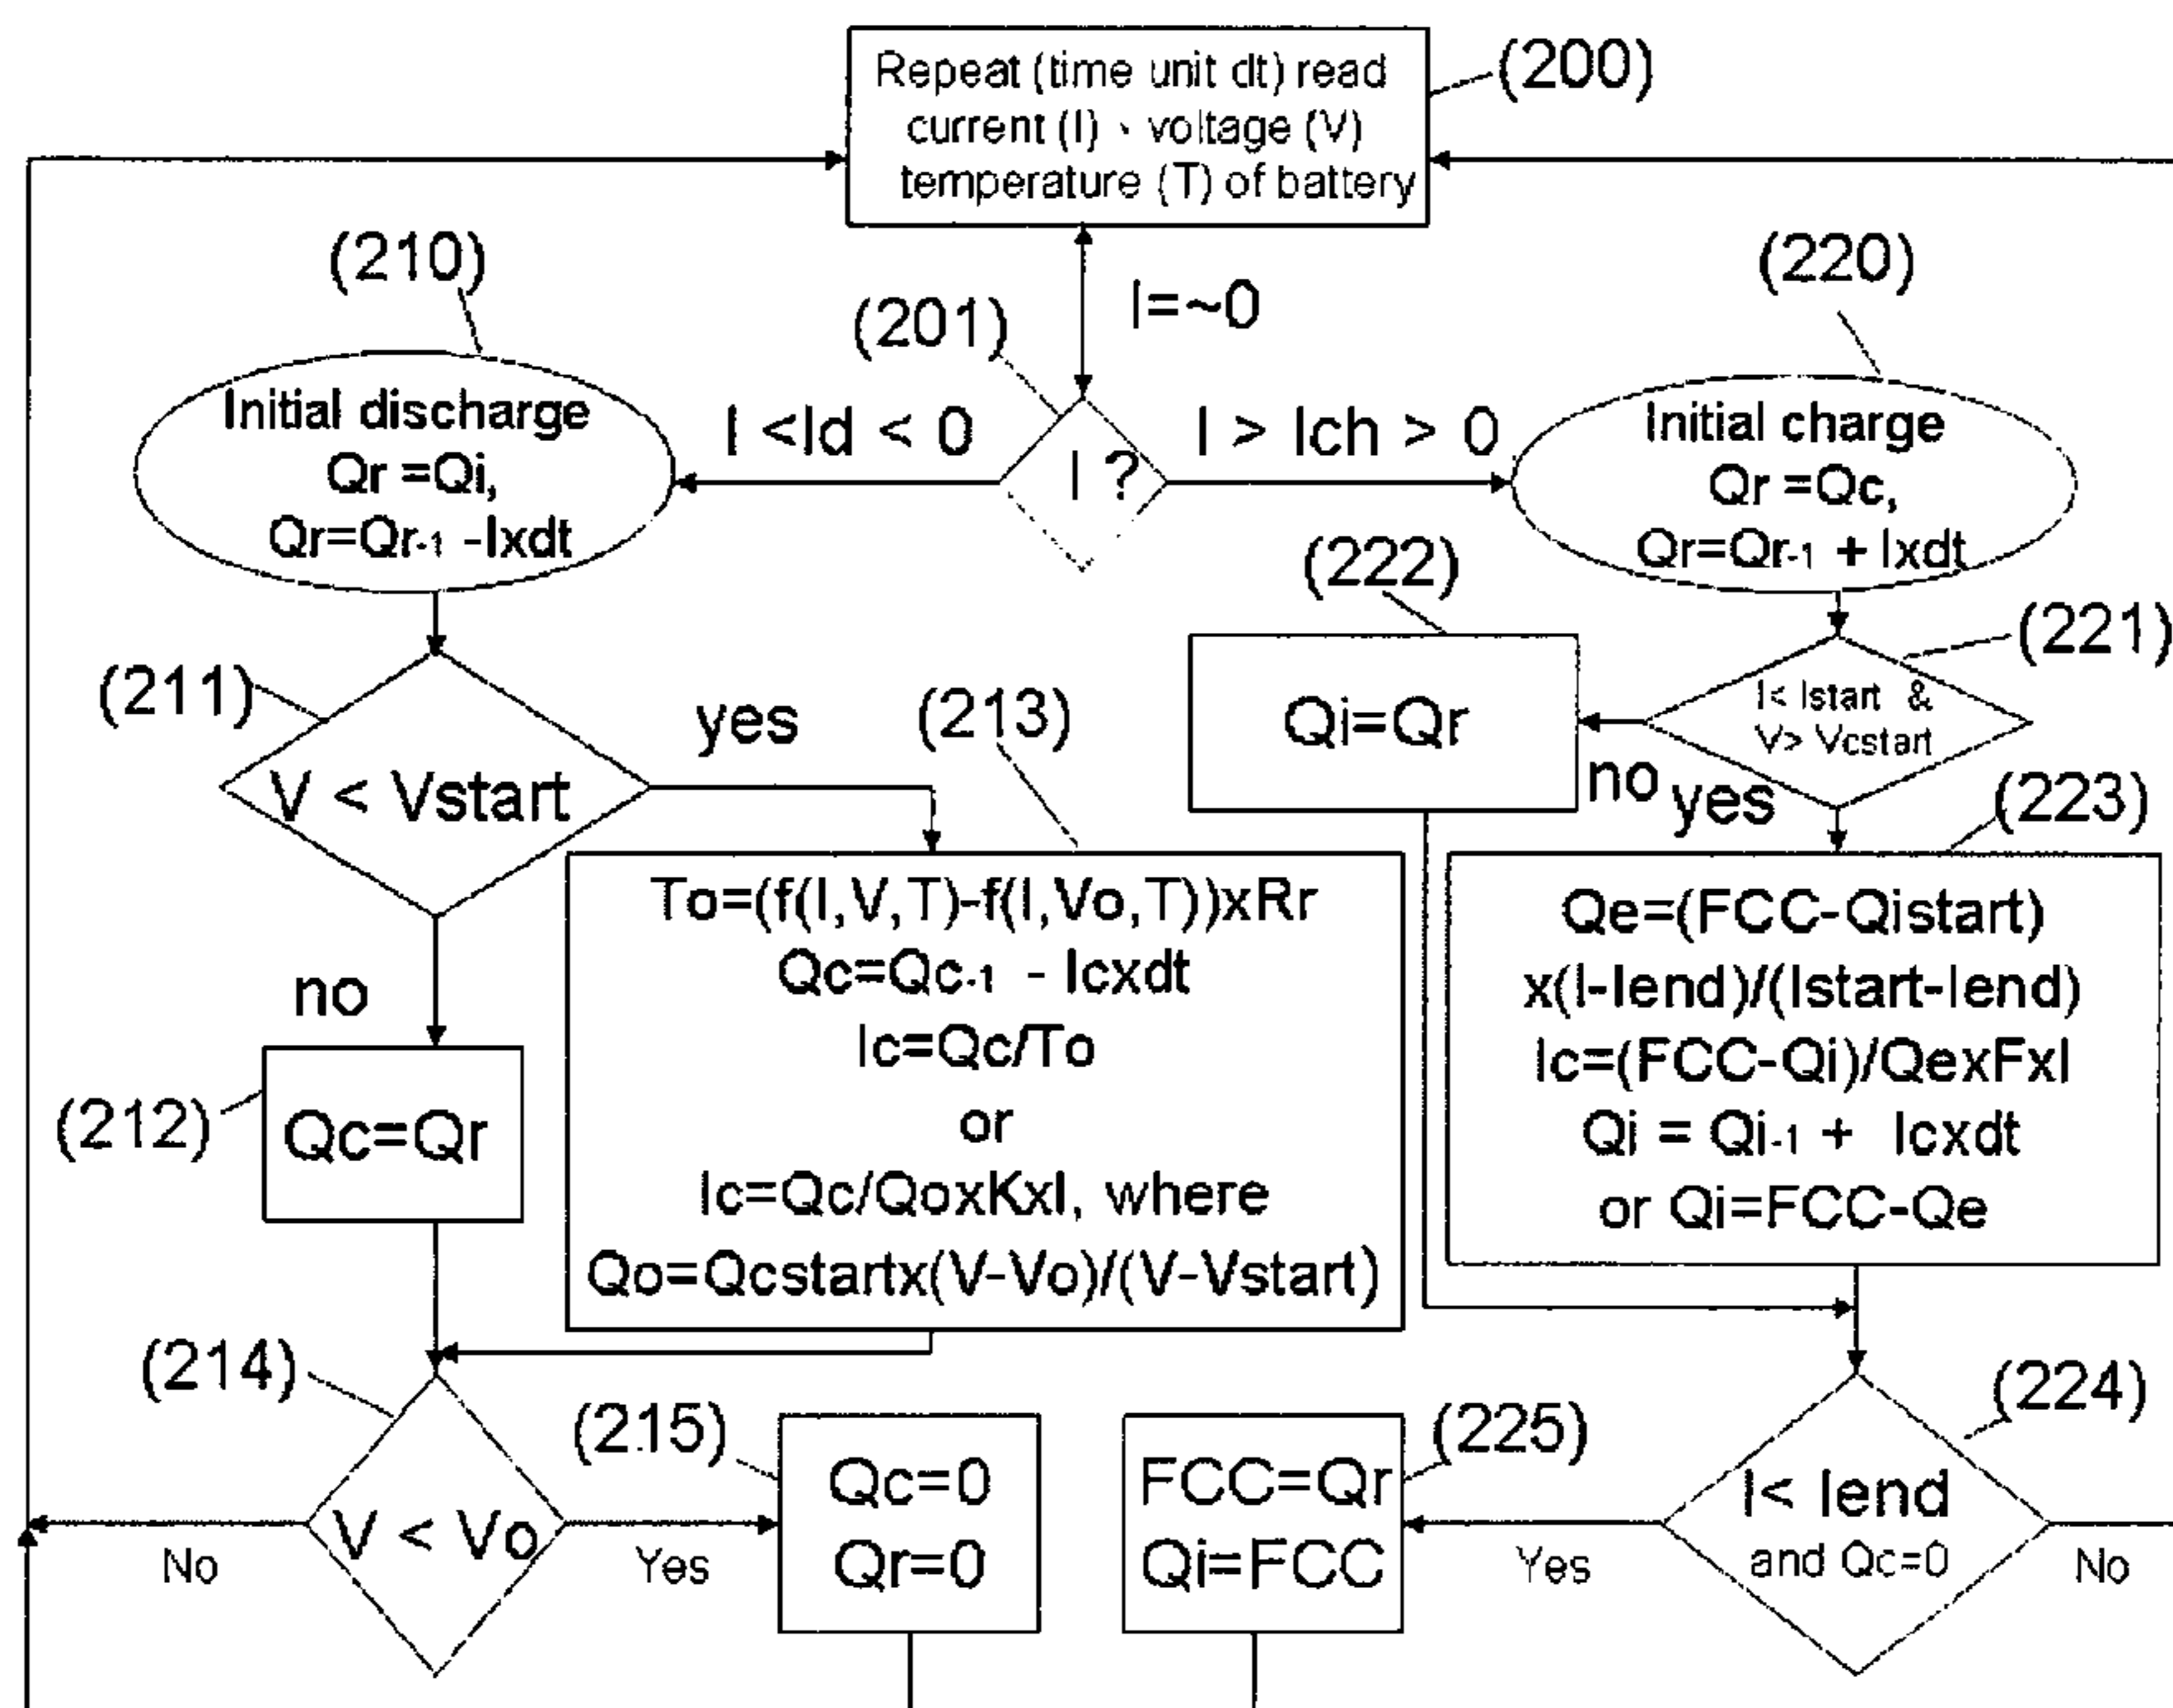 Repeat (time unit dt) read
current (I)、voltage (V)
temperature (T) of battery
(200)
(210)
(201)
I=~0
(220)
Initial discharge
Qr =Qi,
Qr=Qr-1 -Ixdt
I <Id < 0
I ?
I > Ich > 0
Initial charge
Qr =Qc,
Qr=Qr-1 + Ixdt
(222)
(211)
V < Vstart
yes
(213)
Qi=Qr
(221)
I< Istart &
V> Vcstart
no
yes
(223)
no
(212)
Qc=Qr
To=(f(I,V,T)-f(I,Vo,T))xRr
Qc=Qc-1 - Icxdt
Ic=Qc/To
or
Ic=Qc/QoxKxI, where
Qo=Qcstartx(V-Vo)/(V-Vstart)
Qe=(FCC-Qistart)
x(I-Iend)/(Istart-Iend)
Ic=(FCC-Qi)/QexFxI
Qi = Qi-1 + Icxdt
or Qi=FCC-Qe
(214)
V < Vo
No
Yes
(215)
Qc=0
Qr=0
FCC=Qr
Qi=FCC
(225)
(224)
I< Iend
and Qc=0
Yes
No